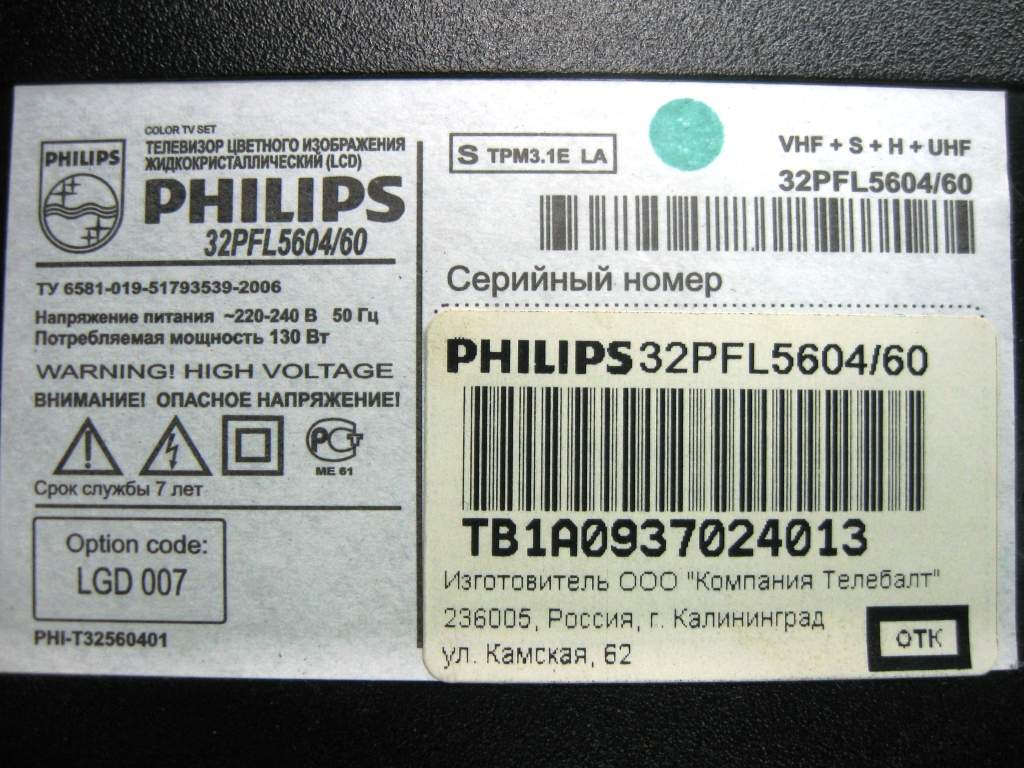 COLOR TV SET
ТЕЛЕВИЗОР ЦВЕТНОГО ИЗОБРАЖЕНИЯ
ЖИДКОКРИСТАЛЛИЧЕСКИЙ (LCD)
PHILIPS
PHILIPS
32PFL5604/60
ТУ 6581-019-51793539-2006
Напряжение питания ~220-240 В 50 Гц
Потребляемая мощность 130 Вт
WARNING! HIGH VOLTAGE
ВНИМАНИЕ! ОПАСНОЕ НАПРЯЖЕНИЕ!
РСТ
МЕ 61
Срок службы 7 лет
Option code:
LGD 007
PHI-T32560401
S TPM3.1E LA
VHF + S + H + UHF
32PFL5604/60
Серийный номер
PHILIPS 32PFL5604/60
TB1A0937024013
Изготовитель ООО "Компания Телебалт"
236005, Россия, г. Калининград
ул. Камская, 62
ОТК